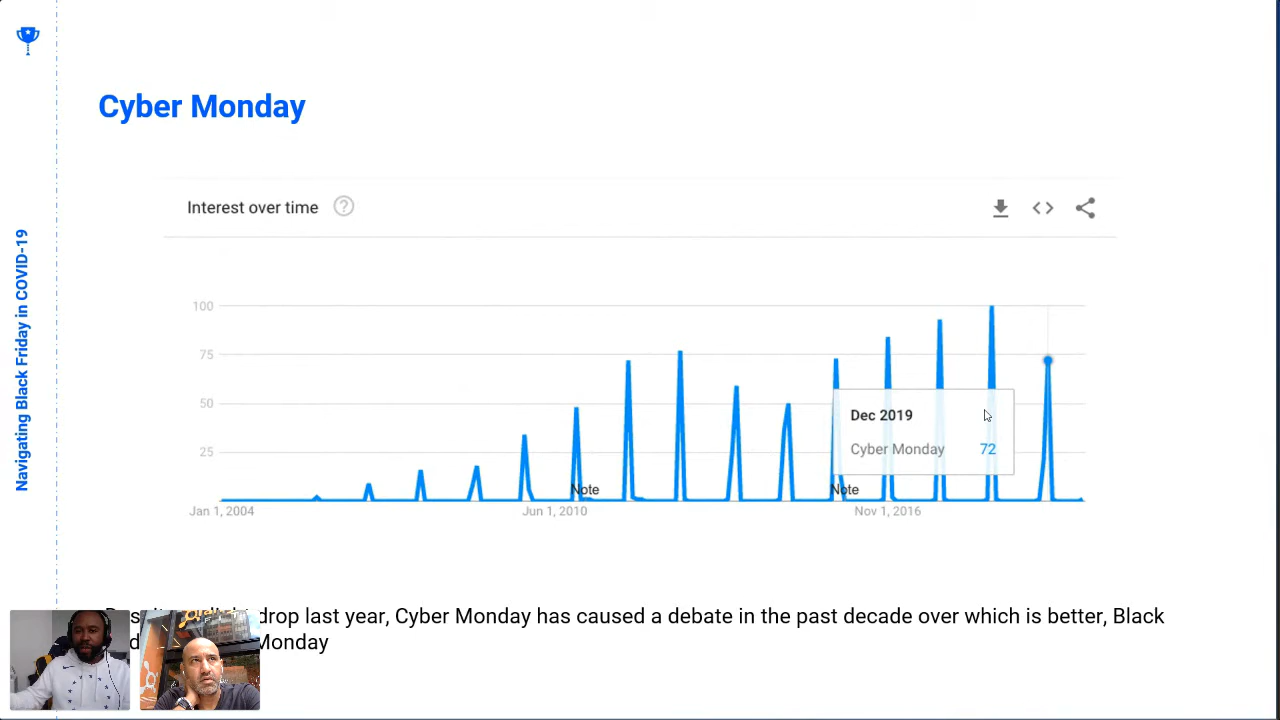 Cyber Monday
Navigating Black Friday in COVID-19
Interest over time ?
100
75
50
25
Dec 2019
Cyber Monday 72
Note
Note
Jan 1, 2004
Jun 1, 2010
Nov 1, 2016
drop last year, Cyber Monday has caused a debate in the past decade over which is better, Black
Monday